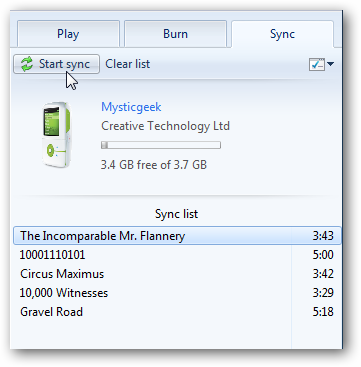 Play Burn Sync
Start sync Clear list
Mysticgeek
Creative Technology Ltd
3.4 GB free of 3.7 GB
Sync list
The Incomparable Mr. Flannery 3:43
10001110101 5:00
Circus Maximus 3:42
10,000 Witnesses 3:29
Gravel Road 5:18